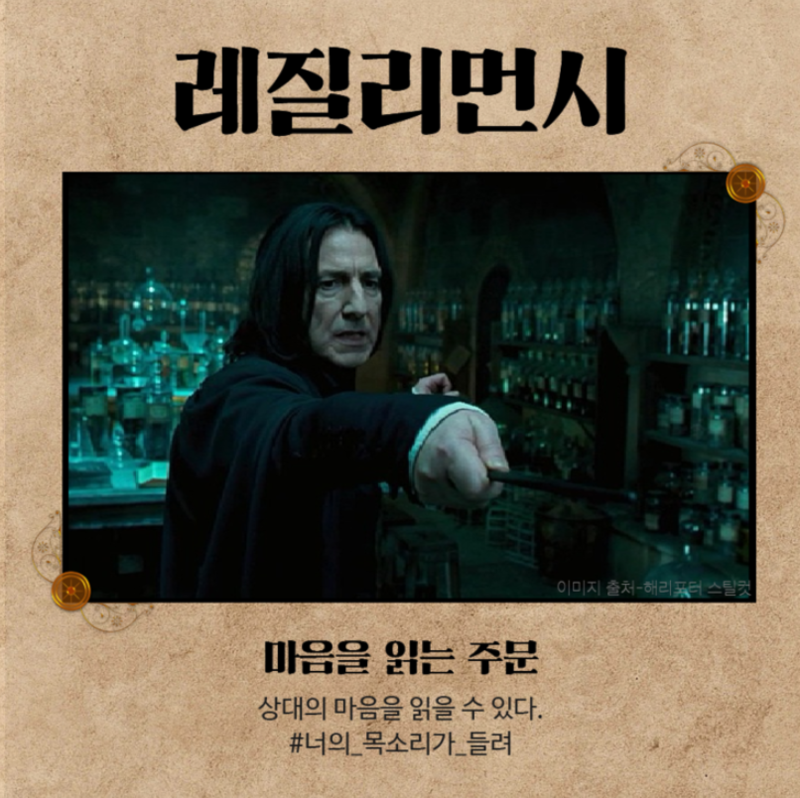 레질리먼시
이미지 출처-해리포터 스틸컷
마음을 읽는 주문
상대의 마음을 읽을 수 있다.
#너의_목소리가_들려